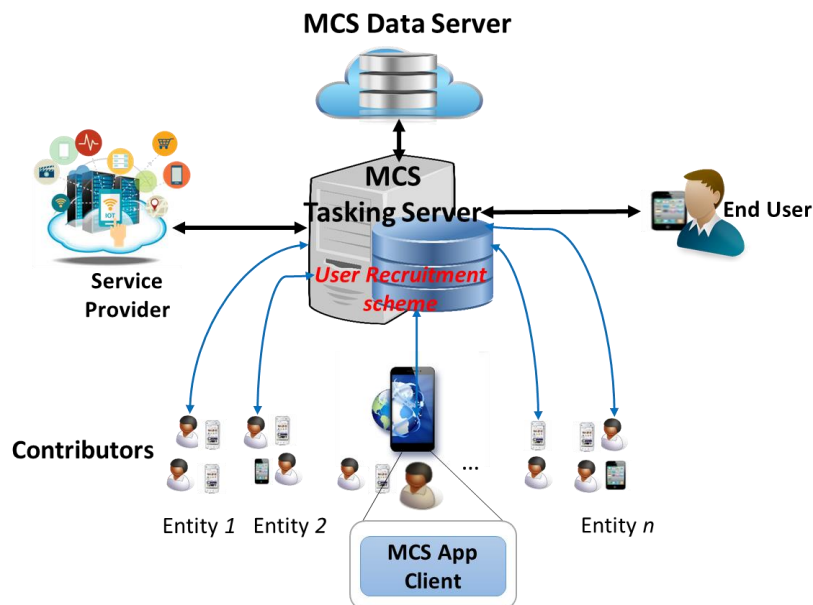 MCS Data Server
MCS
Tasking Server
User Recruitment
scheme
IOT
Service
Provider
End User
Contributors
...
Entity 1
Entity 2
Entity n
MCS App
Client